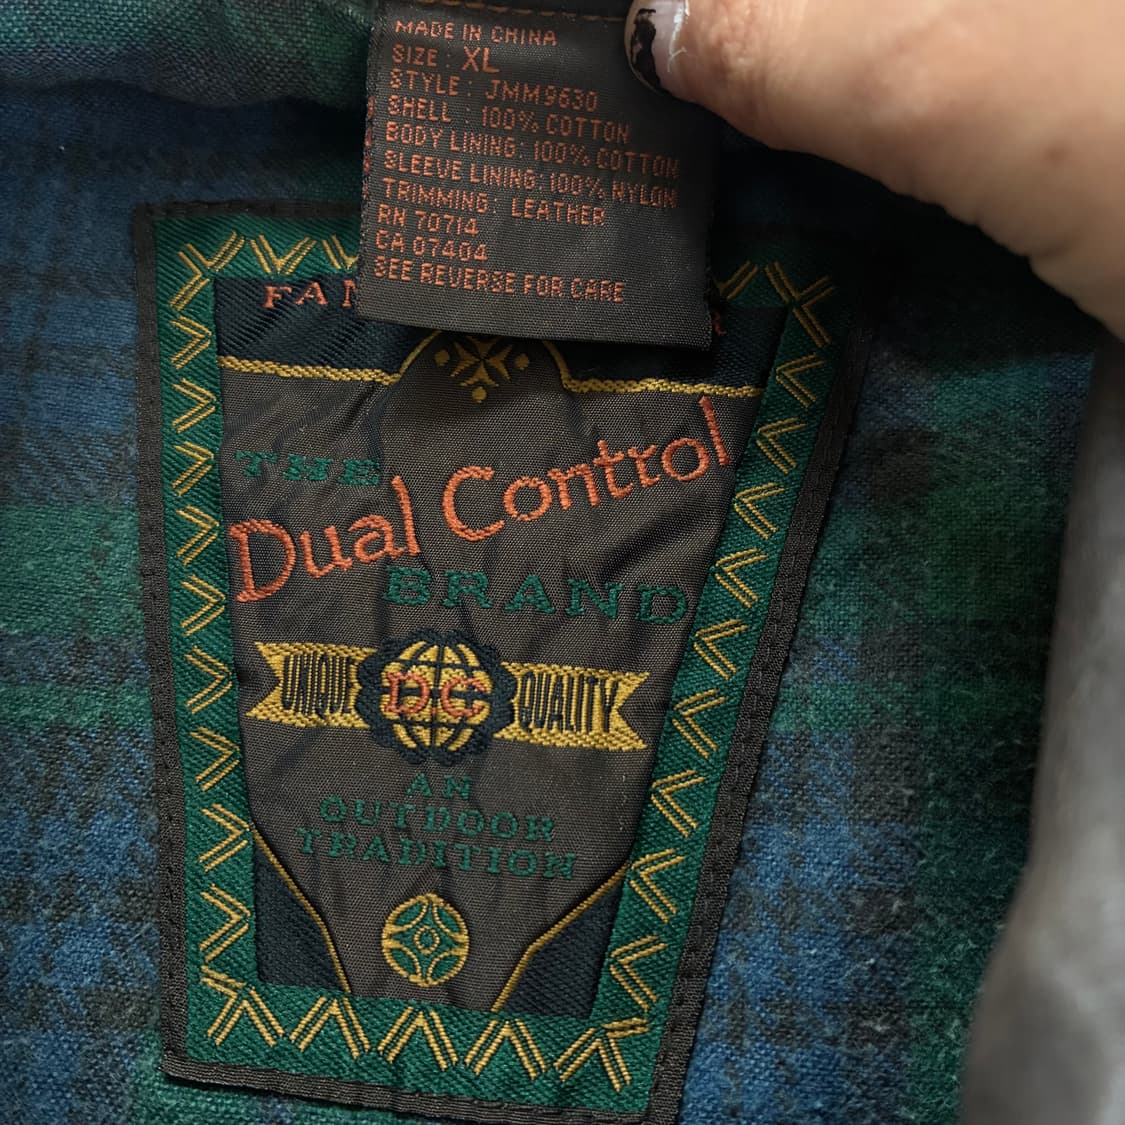 MADE IN CHINA
SIZE : XL
STYLE : JMM9630
SHELL : 100% COTTON
BODY LINING: 100% COTTON
SLEEVE LINING: 100% NYLON
TRIMMING: LEATHER
RN 70714
CA 07404
SEE REVERSE FOR CARE
THE
Dual Control
BRAND
UNIQUE D.C QUALITY
AN
OUTDOOR
TRADITION